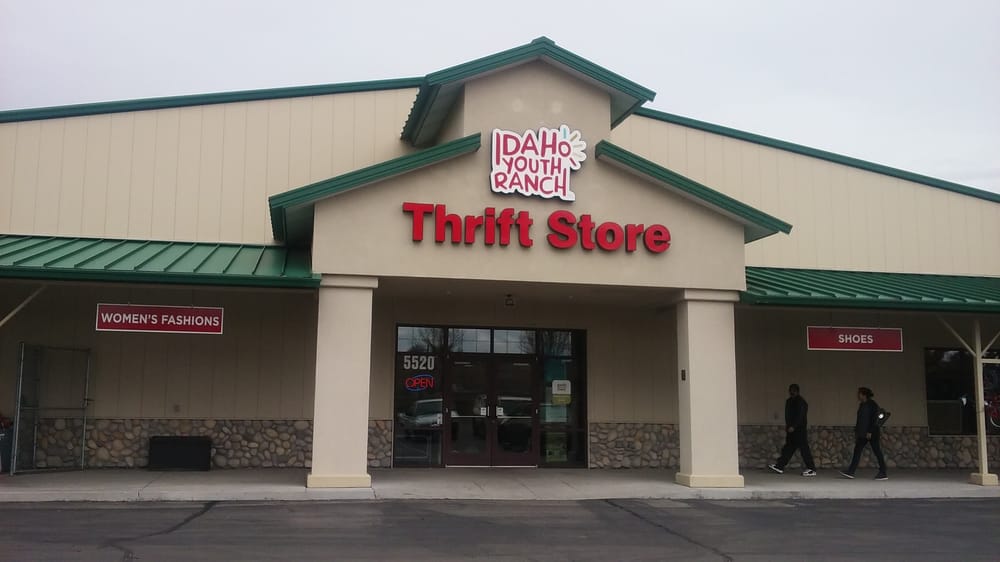 IDAHO
YOUTH
RANCH
Thrift Store
WOMEN'S FASHIONS
SHOES
5520
OPEN